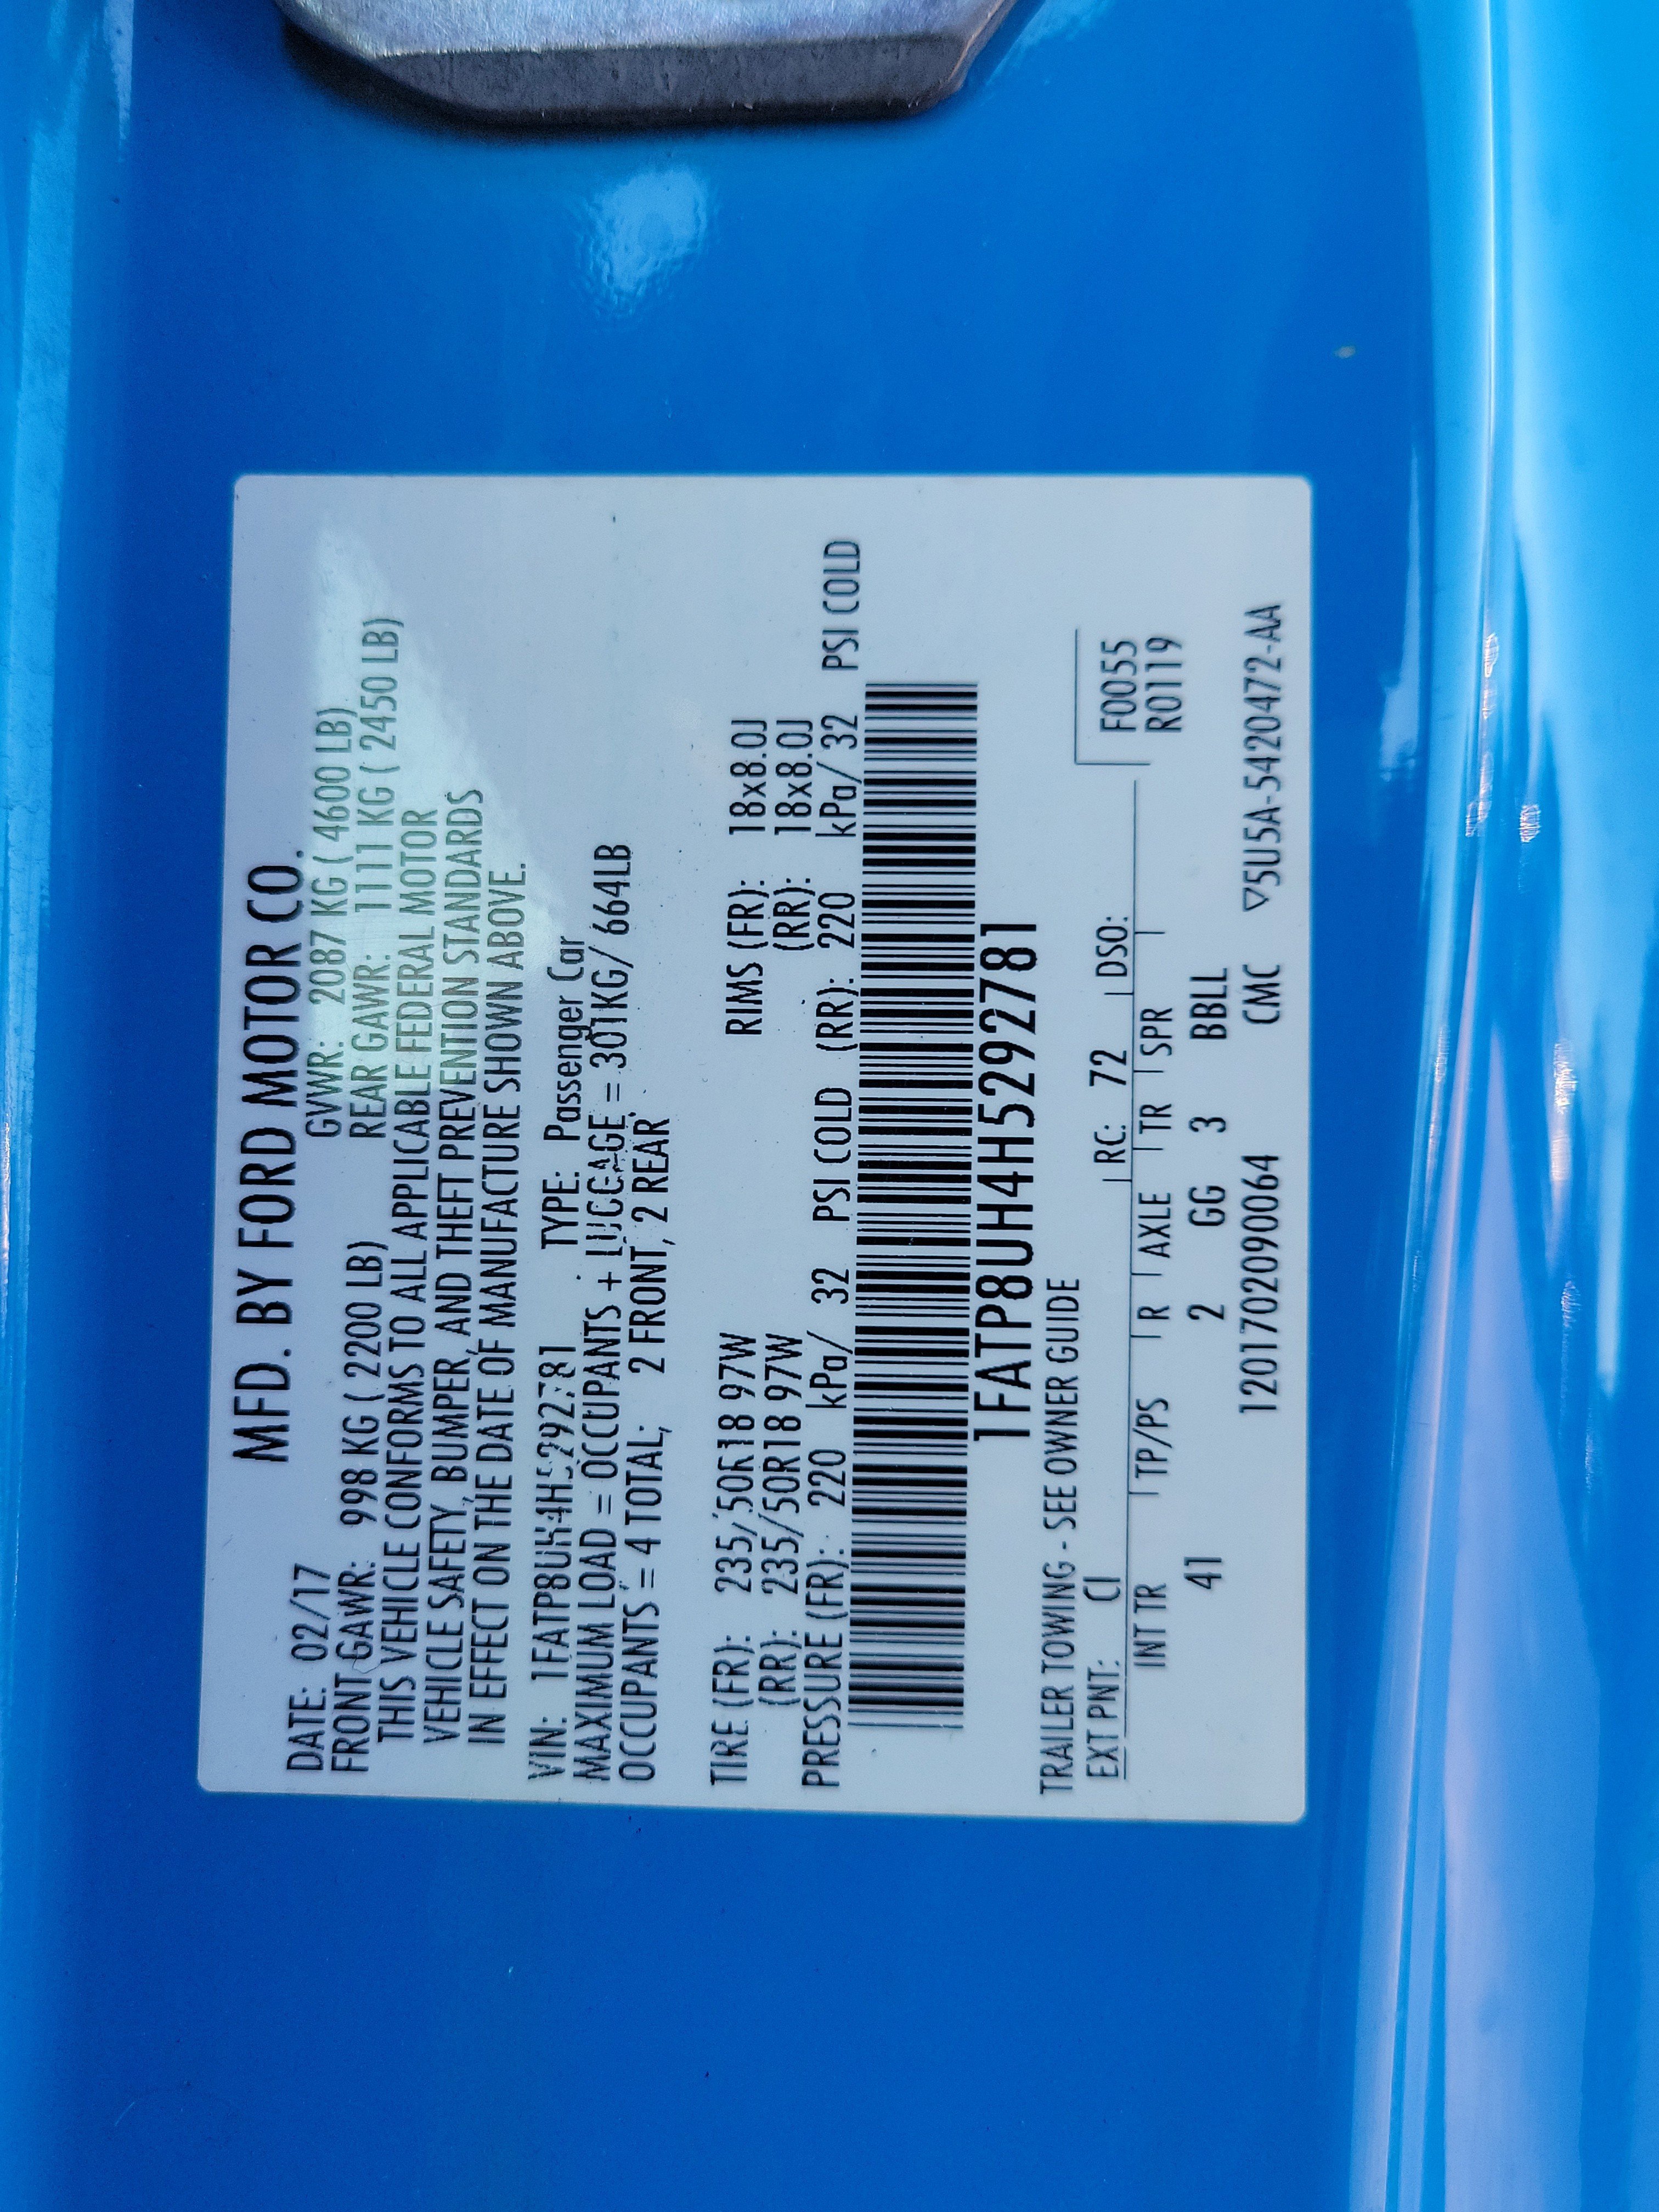 MFD. BY FORD MOTOR CO.
DATE: 02/17 GVWR: 2087 KG ( 4600 LB)
FRONT GAWR: 998 KG ( 2200 LB) REAR GAWR: 1111 KG ( 2450 LB)
THIS VEHICLE CONFORMS TO ALL APPLICABLE FEDERAL MOTOR
VEHICLE SAFETY, BUMPER, AND THEFT PREVENTION STANDARDS
IN EFFECT ON THE DATE OF MANUFACTURE SHOWN ABOVE.
VIN: 1FATP8UH4H5292781 TYPE: Passenger Car
MAXIMUM LOAD = OCCUPANTS + LUGGAGE = 301KG/ 664LB
OCCUPANTS = 4 TOTAL; 2 FRONT, 2 REAR
TIRE (FR): 235/50R18 97W RIMS (FR): 18x8.0J
(RR): 235/50R18 97W (RR): 18x8.0J
PRESSURE (FR): 220 kPa/ 32 PSI COLD (RR): 220 kPa/ 32 PSI COLD
1FATP8UH4H5292781
TRAILER TOWING - SEE OWNER GUIDE
EXT PNT: CI RC: 72 DSO: F0055
R0119
INT TR TP/PS R AXLE TR SPR
41 2 GG 3 BBLL
1201702090064 CMC ▽5U5A-5420472-AA